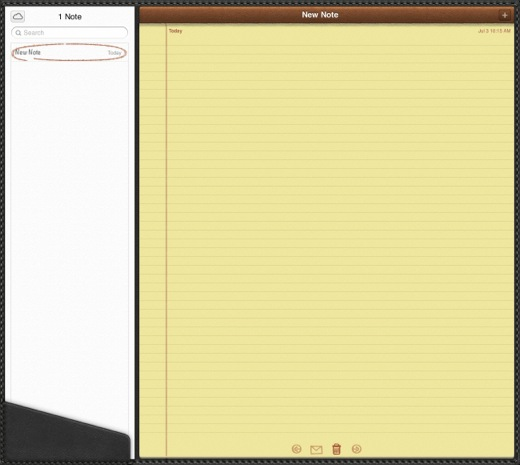 1 Note
New Note
Search
New Note Today
Today Jul 3 10:15 AM